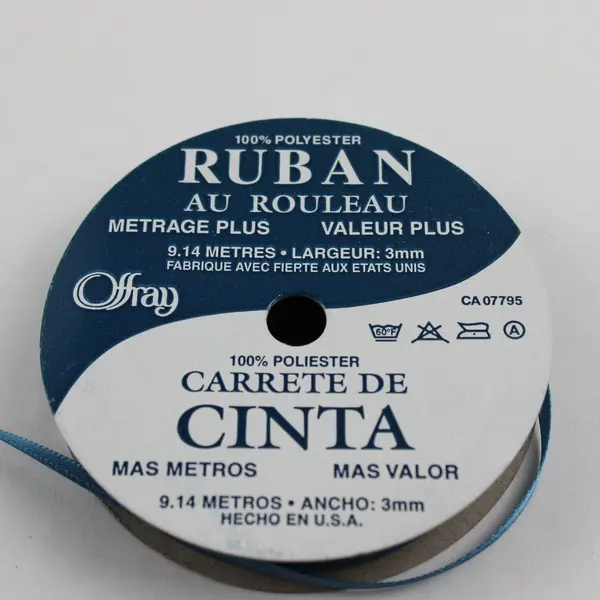 100% POLYESTER
RUBAN
AU ROULEAU
METRAGE PLUS VALEUR PLUS
9.14 METRES • LARGEUR: 3mm
FABRIQUE AVEC FIERTE AUX ETATS UNIS
Offray
CA 07795
60°F A
100% POLIESTER
CARRETE DE
CINTA
MAS METROS MAS VALOR
9.14 METROS • ANCHO: 3mm
HECHO EN U.S.A.